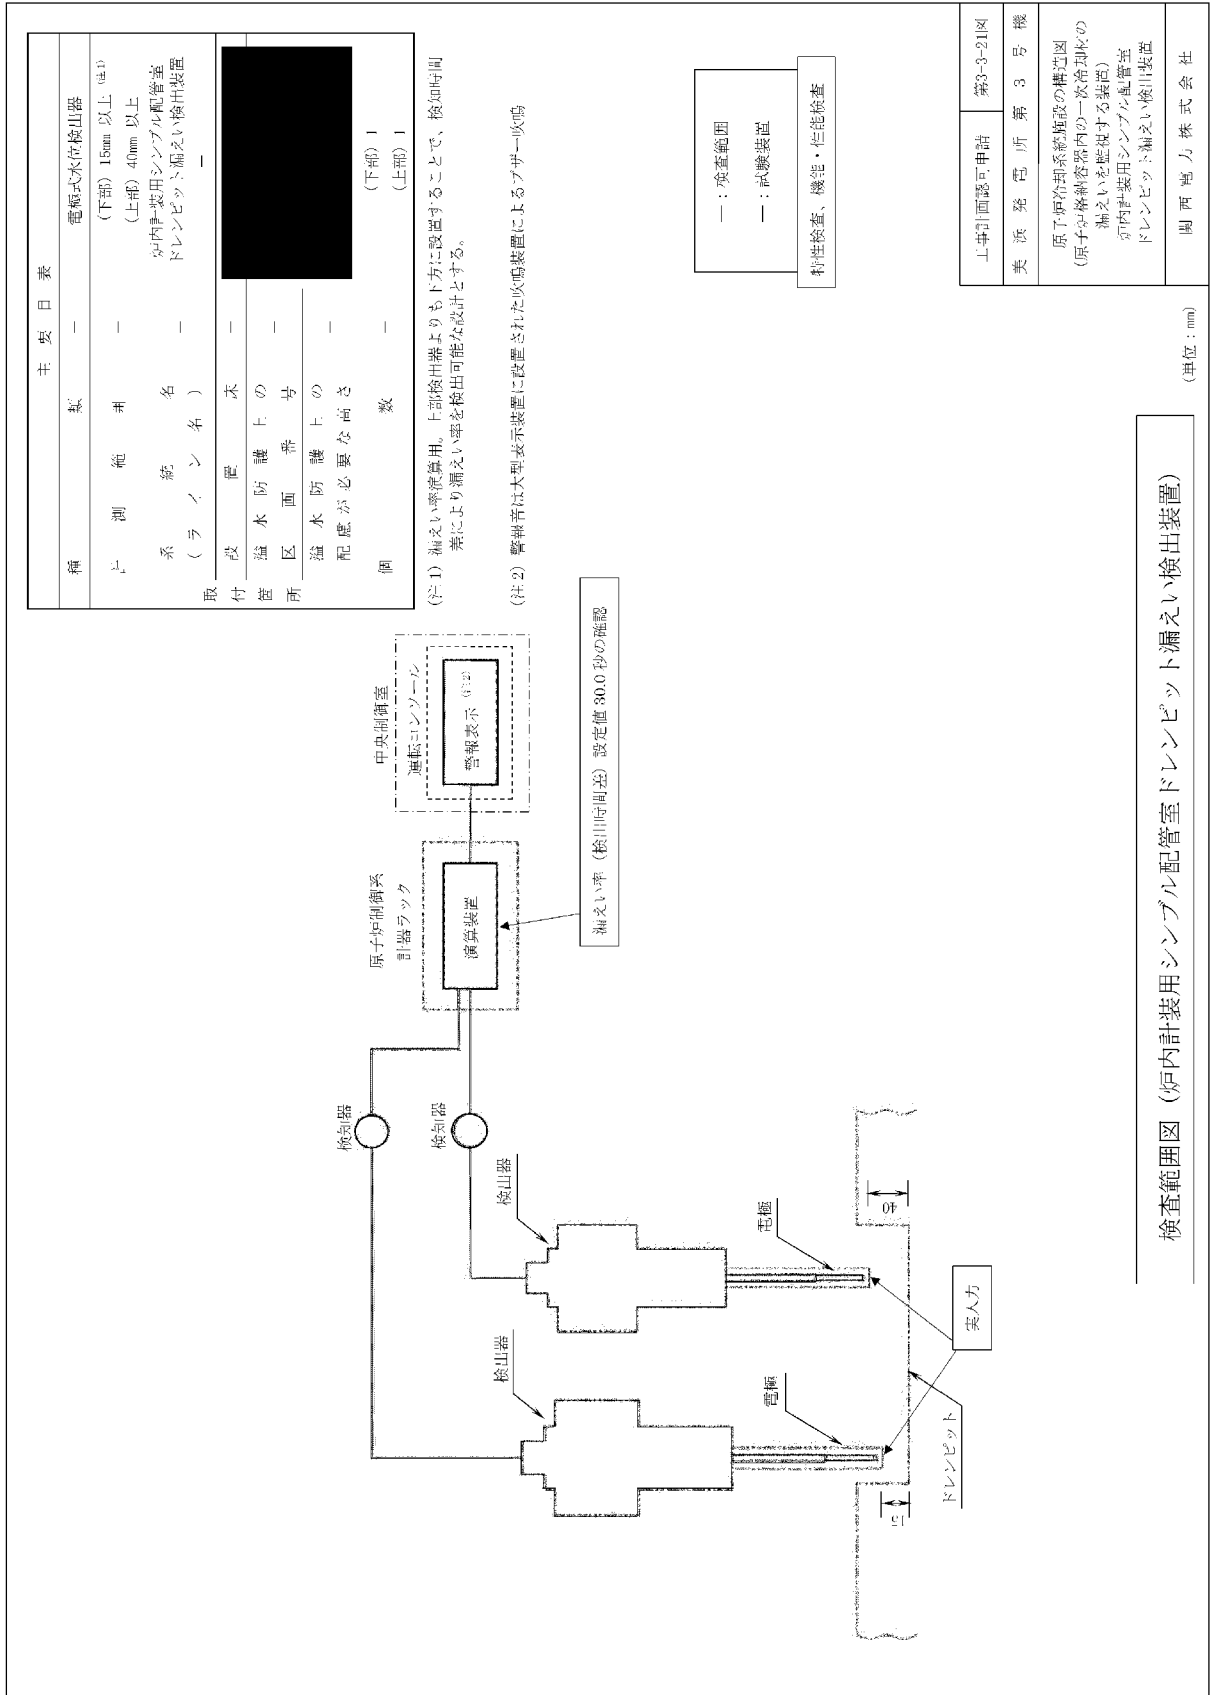 主要目表
種類 － 電極式水位検出器
計測範囲 － (下部) 15mm 以上 (注1)
(上部) 40mm 以上
系統名
(ライン名) － 炉内計装用シンブル配管室
ドレンピット漏えい検出装置
取付箇所
設置床 －
溢水防護上の
区画番号 －
溢水防護上の
配慮が必要な高さ －
個数 － (下部) 1
(上部) 1
(注1) 漏えい率演算用。上部検出器よりも下方に設置することで、検知時間
差により漏えい率を検出可能な設計とする。
(注2) 警報音は大型表示装置に設置された吹鳴装置によるブザー吹鳴
中央制御室
運転コンソール
警報表示 (注2)
原子炉制御系
計器ラック
演算装置
漏えい率(検出時間差)設定値 30.0 秒の確認
検知器
検知器
検出器
検出器
電極
電極
40
15
実入力
ドレンピット
－：検査範囲
－：試験装置
特性検査、機能・性能検査
(単位：mm)
工事計画認可申請 第3-3-21図
美浜発電所第3号機
原子炉冷却系統施設の構造図
(原子炉格納容器内の一次冷却材の
漏えいを監視する装置)
炉内計装用シンブル配管室
ドレンピット漏えい検出装置
関西電力株式会社
検査範囲図（炉内計装用シンブル配管室ドレンピット漏えい検出装置）